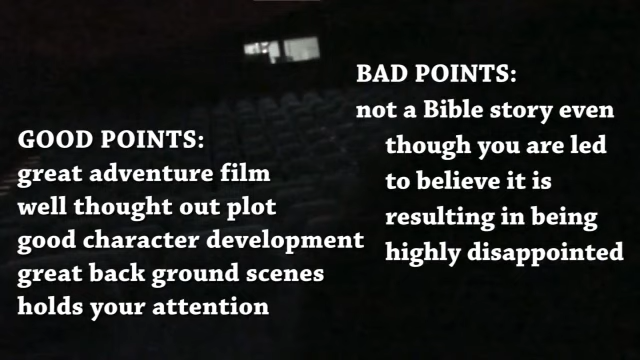 GOOD POINTS:
great adventure film
well thought out plot
good character development
great back ground scenes
holds your attention
BAD POINTS:
not a Bible story even
though you are led
to believe it is
resulting in being
highly disappointed